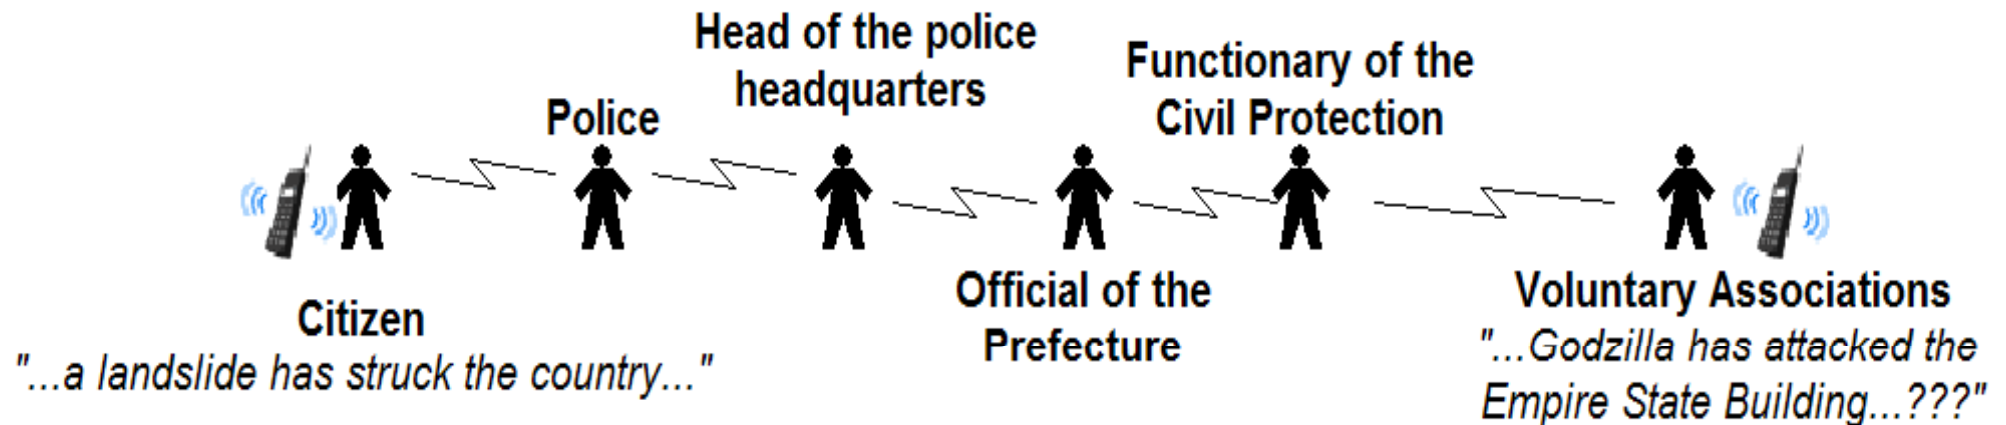 Head of the police
headquarters
Functionary of the
Civil Protection
Police
Citizen
"...a landslide has struck the country..."
Official of the
Prefecture
Voluntary Associations
"...Godzilla has attacked the
Empire State Building...???"